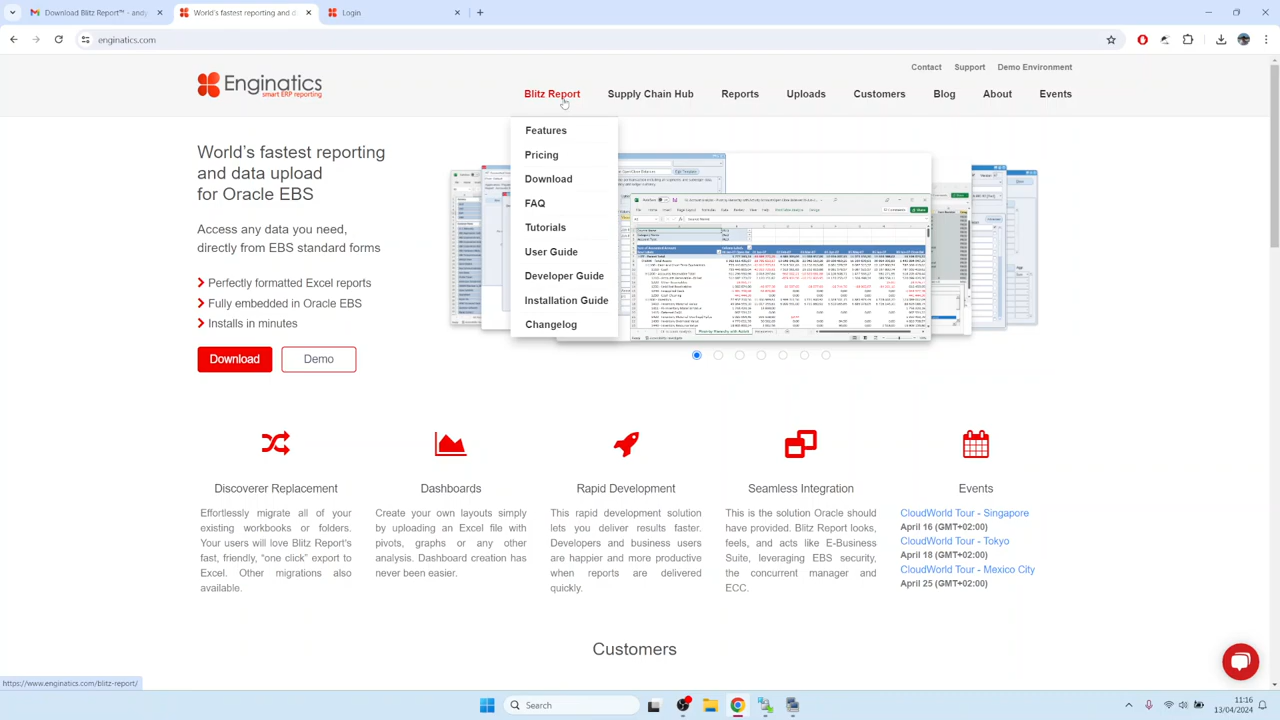 Download Blitz Report™ - andy
World's fastest reporting and d
Login
enginatics.com
Enginatics
smart ERP reporting
Contact
Support
Demo Environment
Blitz Report
Supply Chain Hub
Reports
Uploads
Customers
Blog
About
Events
Features
Pricing
Download
FAQ
Tutorials
User Guide
Developer Guide
Installation Guide
Changelog
World's fastest reporting
and data upload
for Oracle EBS
Access any data you need,
directly from EBS standard forms
Perfectly formatted Excel reports
Fully embedded in Oracle EBS
Installs in minutes
Download
Demo
Discoverer Replacement
Effortlessly migrate all of your
existing workbooks or folders.
Your users will love Blitz Report's
fast, friendly, "one click" export to
Excel. Other migrations also
available.
Dashboards
Create your own layouts simply
by uploading an Excel file with
pivots, graphs or any other
analysis. Dashboard creation has
never been easier.
Rapid Development
This rapid development solution
lets you deliver results faster.
Developers and business users
are happier and more productive
when reports are delivered
quickly.
Seamless Integration
This is the solution Oracle should
have provided. Blitz Report looks,
feels, and acts like E-Business
Suite, leveraging EBS security,
the concurrent manager and
ECC.
Events
CloudWorld Tour - Singapore
April 16 (GMT+02:00)
CloudWorld Tour - Tokyo
April 18 (GMT+02:00)
CloudWorld Tour - Mexico City
April 25 (GMT+02:00)
Customers
https://www.enginatics.com/blitz-report/
Search
11:16
13/04/2024